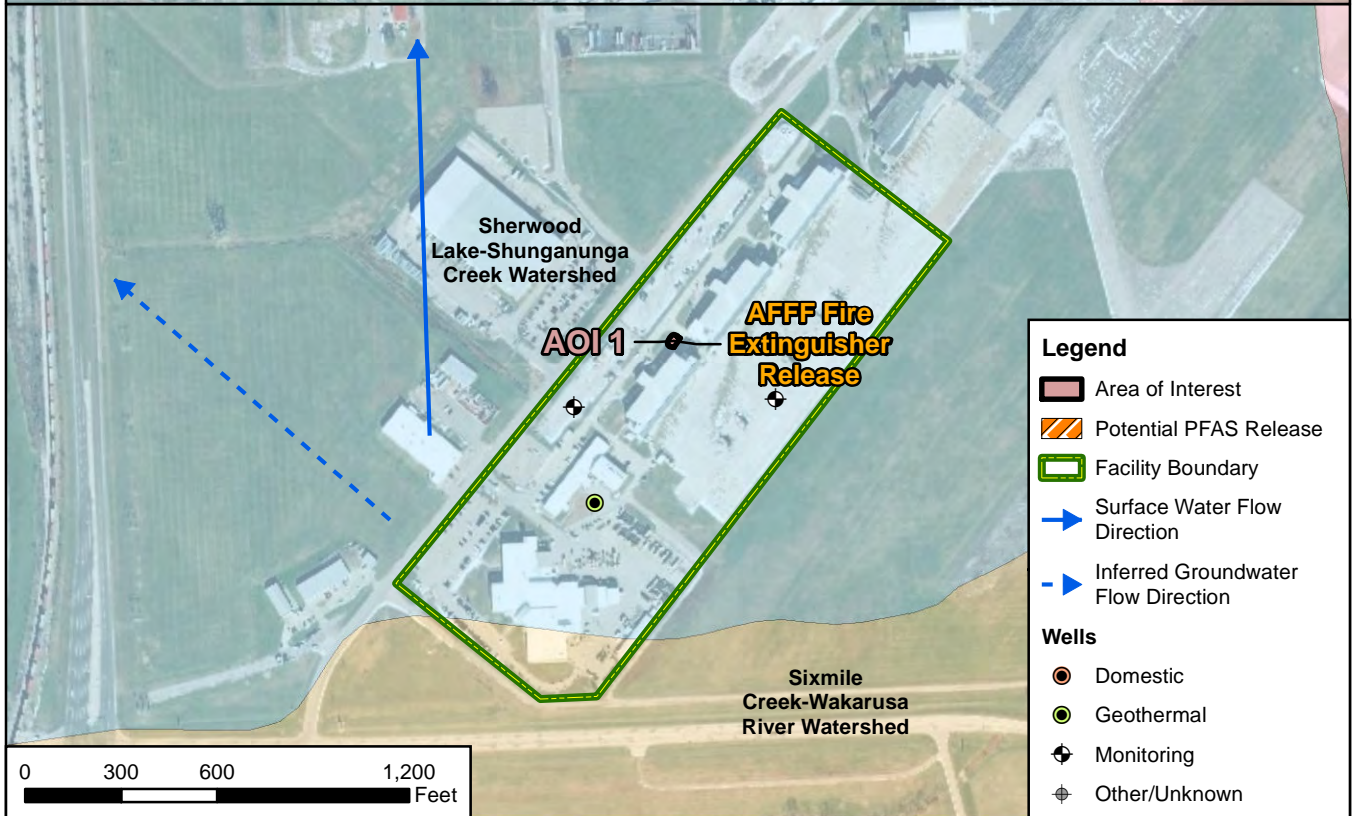 Sherwood
Lake-Shunganunga
Creek Watershed
AOI 1
AFFF Fire
Extinguisher
Release
Sixmile
Creek-Wakarusa
River Watershed
0 300 600 1,200
Feet
Legend
Area of Interest
Potential PFAS Release
Facility Boundary
Surface Water Flow
Direction
Inferred Groundwater
Flow Direction
Wells
Domestic
Geothermal
Monitoring
Other/Unknown